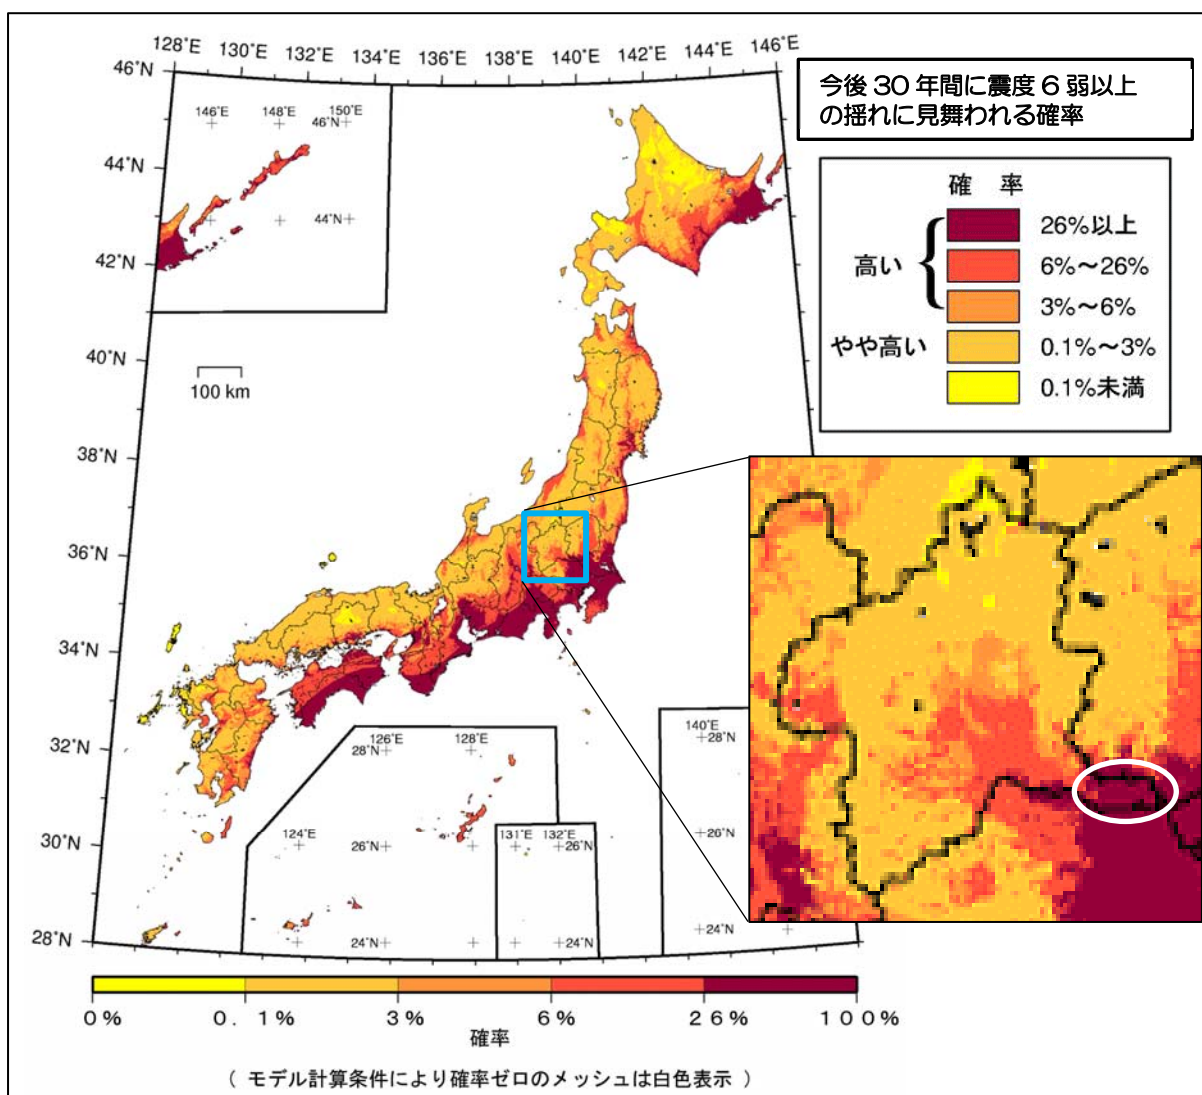 128°E 130°E 132°E 134°E 136°E 138°E 140°E 142°E 144°E 146°E
46°N
44°N
42°N
40°N
38°N
36°N
34°N
32°N
30°N
28°N
146°E 148°E 150°E
46°N
44°N
100 km
今後 30 年間に震度 6 弱以上
の揺れに見舞われる確率
確 率
高い
26%以上
6%～26%
3%～6%
やや高い 0.1%～3%
0.1%未満
126°E 128°E
28°N
124°E
26°N
24°N
131°E 132°E
26°N
24°N
140°E
28°N
26°N
24°N
0% 0.1% 3% 6% 26% 100%
確率
( モデル計算条件により確率ゼロのメッシュは白色表示 )